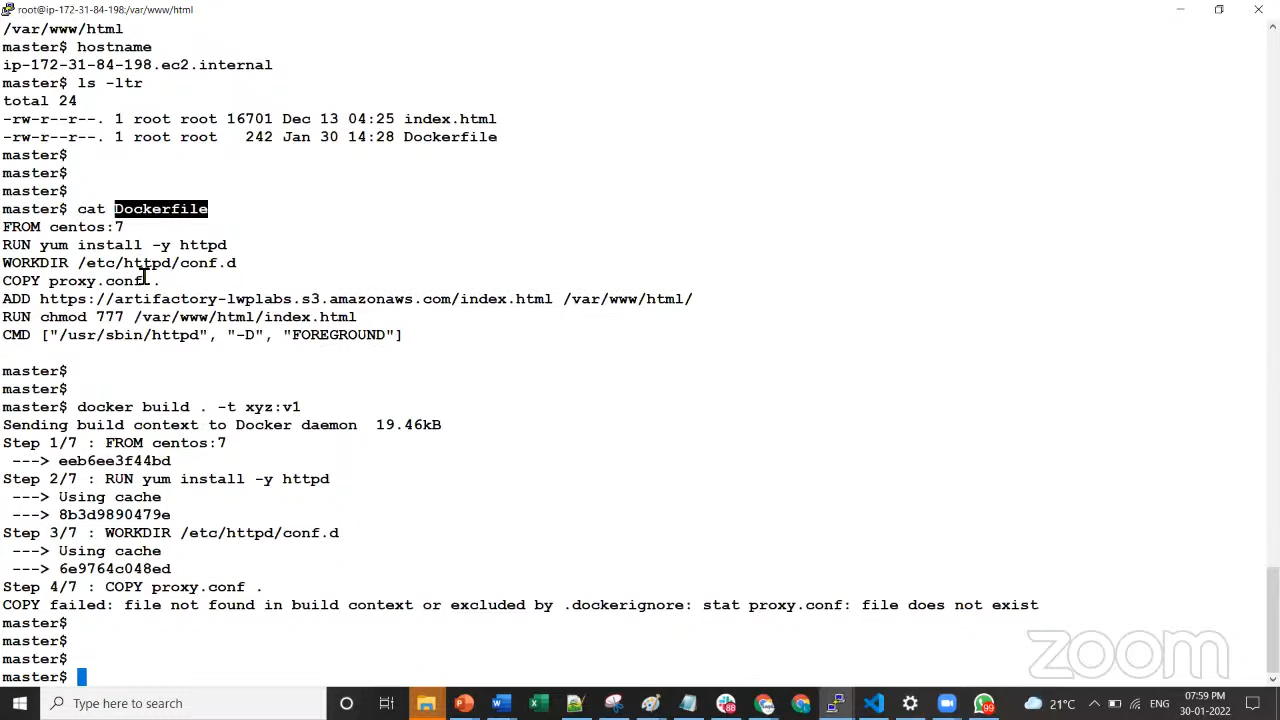 root@ip-172-31-84-198:/var/www/html
/var/www/html
master$ hostname
ip-172-31-84-198.ec2.internal
master$ ls -ltr
total 24
-rw-r--r--. 1 root root 16701 Dec 13 04:25 index.html
-rw-r--r--. 1 root root   242 Jan 30 14:28 Dockerfile
master$
master$
master$
master$ cat Dockerfile
FROM centos:7
RUN yum install -y httpd
WORKDIR /etc/httpd/conf.d
COPY proxy.conf .
ADD https://artifactory-lwplabs.s3.amazonaws.com/index.html /var/www/html/
RUN chmod 777 /var/www/html/index.html
CMD ["/usr/sbin/httpd", "-D", "FOREGROUND"]
master$
master$
master$ docker build . -t xyz:v1
Sending build context to Docker daemon  19.46kB
Step 1/7 : FROM centos:7
 ---> eeb6ee3f44bd
Step 2/7 : RUN yum install -y httpd
 ---> Using cache
 ---> 8b3d9890479e
Step 3/7 : WORKDIR /etc/httpd/conf.d
 ---> Using cache
 ---> 6e9764c048ed
Step 4/7 : COPY proxy.conf .
COPY failed: file not found in build context or excluded by .dockerignore: stat proxy.conf: file does not exist
master$
master$
master$
master$
zoom
Type here to search
88
99
21°C
ENG
07:59 PM
30-01-2022